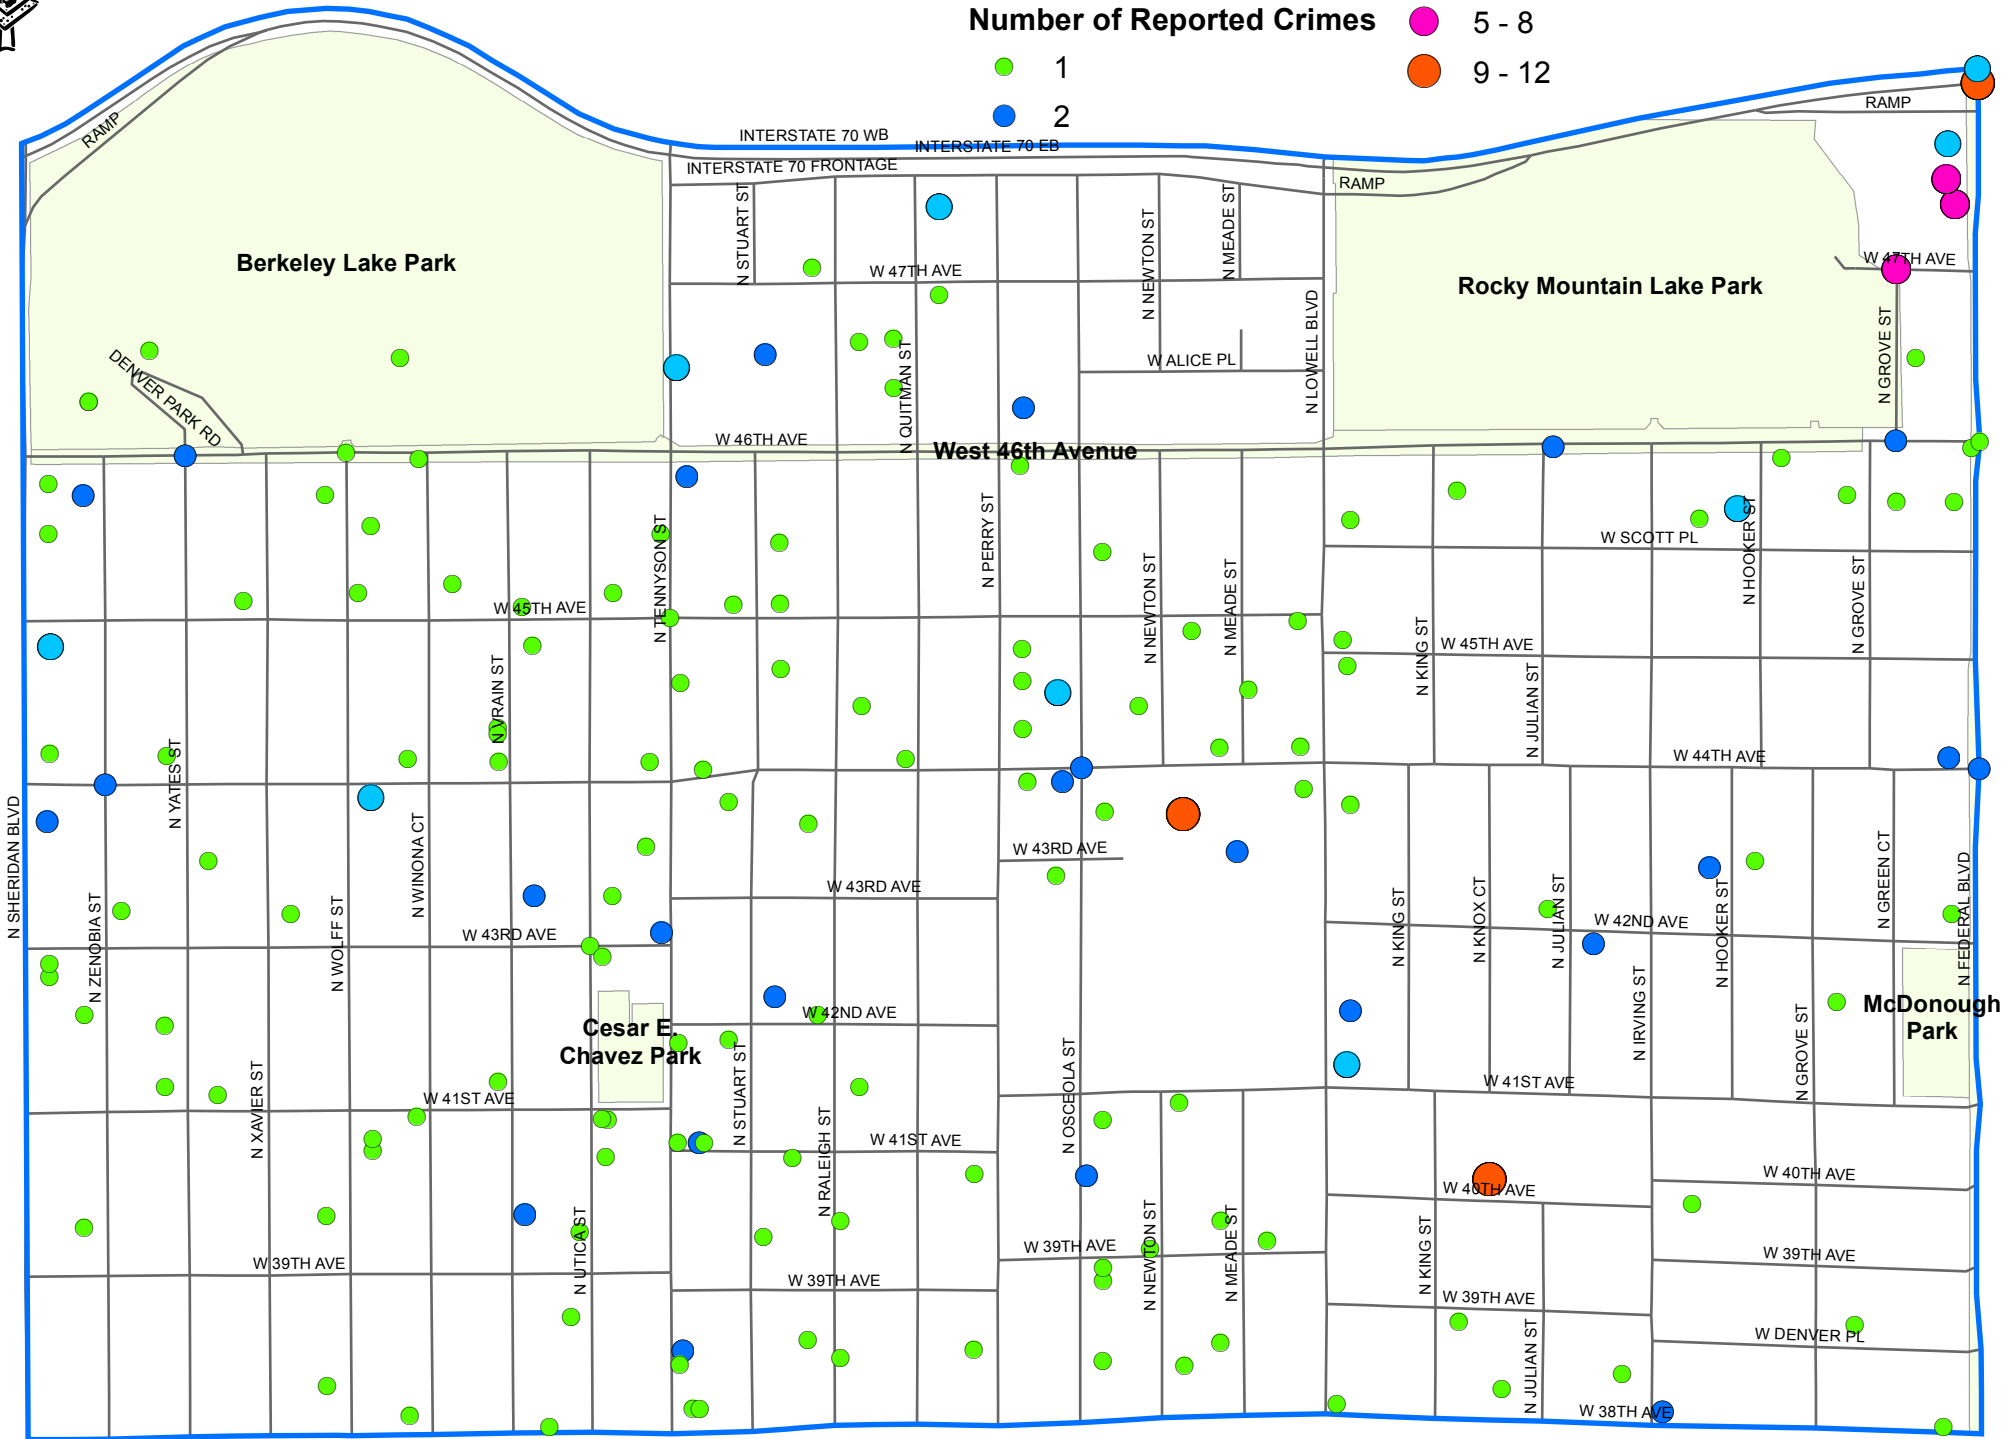 Number of Reported Crimes
1
2
5 - 8
9 - 12
RAMP
INTERSTATE 70 WB
INTERSTATE 70 EB
INTERSTATE 70 FRONTAGE
RAMP
RAMP
N STUART ST
N NEWTON ST
N MEADE ST
Berkeley Lake Park
W 47TH AVE
W 47TH AVE
Rocky Mountain Lake Park
N LOWELL BLVD
N GROVE ST
DENVER PARK RD
N QUITMAN ST
W ALICE PL
W 46TH AVE
West 46th Avenue
N TENNYSON ST
N PERRY ST
W SCOTT PL
N HOOKER ST
N NEWTON ST
N MEADE ST
N GROVE ST
W 45TH AVE
N KING ST
W 45TH AVE
N VRAIN ST
N JULIAN ST
N YATES ST
W 44TH AVE
N SHERIDAN BLVD
N WINONA CT
W 43RD AVE
N GREEN CT
N FEDERAL BLVD
W 43RD AVE
N ZENOBIA ST
N WOLFF ST
W 43RD AVE
N KING ST
N KNOX CT
N JULIAN ST
W 42ND AVE
N HOOKER ST
N IRVING ST
McDonough
Park
Cesar E.
Chavez Park
W 42ND AVE
N GROVE ST
N XAVIER ST
W 41ST AVE
N STUART ST
N OSCEOLA ST
W 41ST AVE
N RALEIGH ST
W 41ST AVE
W 40TH AVE
W 40TH AVE
N UTICA ST
N NEWTON ST
N MEADE ST
N KING ST
W 39TH AVE
W 39TH AVE
W 39TH AVE
W 39TH AVE
W 39TH AVE
N JULIAN ST
W DENVER PL
W 38TH AVE